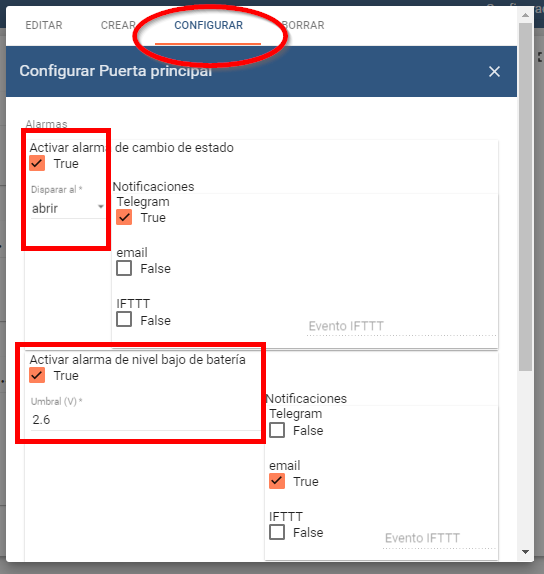 EDITAR CREAR CONFIGURAR BORRAR
Configurar Puerta principal
Alarmas
Activar alarma de cambio de estado
True
Disparar al *
abrir
Notificaciones
Telegram
True
email
False
IFTTT
False
Evento IFTTT
Activar alarma de nivel bajo de batería
True
Umbral (V) *
2.6
Notificaciones
Telegram
False
email
True
IFTTT
False
Evento IFTTT